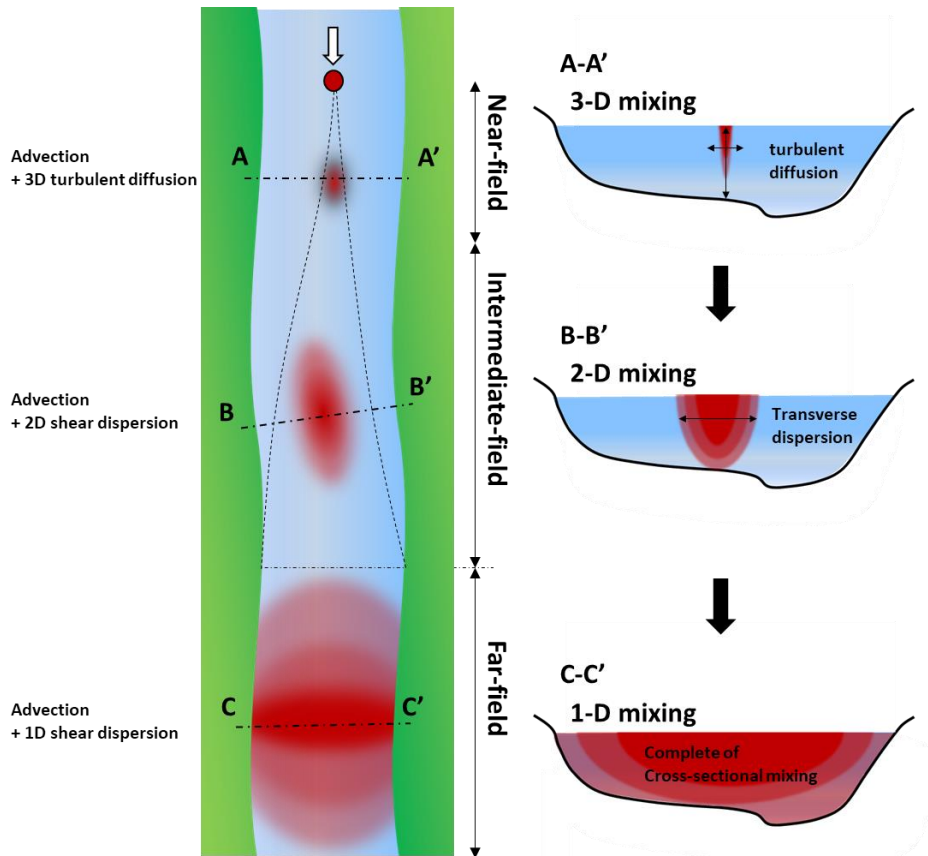 Advection
+ 3D turbulent diffusion
A
A’
Near-field
A-A’
3-D mixing
turbulent
diffusion
Advection
+ 2D shear dispersion
B
B’
Intermediate-field
B-B’
2-D mixing
Transverse
dispersion
Advection
+ 1D shear dispersion
C
C’
Far-field
C-C’
1-D mixing
Complete of
Cross-sectional mixing